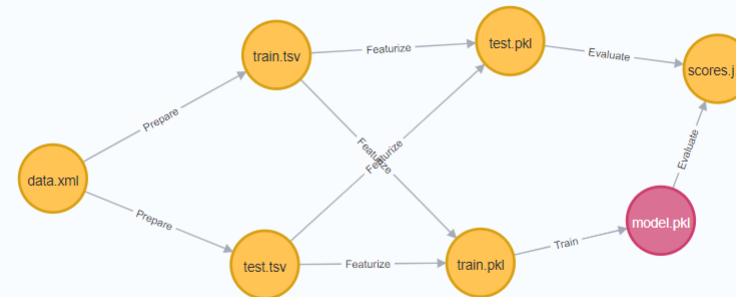 data.xml
Prepare
Prepare
train.tsv
test.tsv
Featurize
Featurize
Featurize
Featurize
test.pkl
train.pkl
Evaluate
Train
model.pkl
Evaluate
scores.j